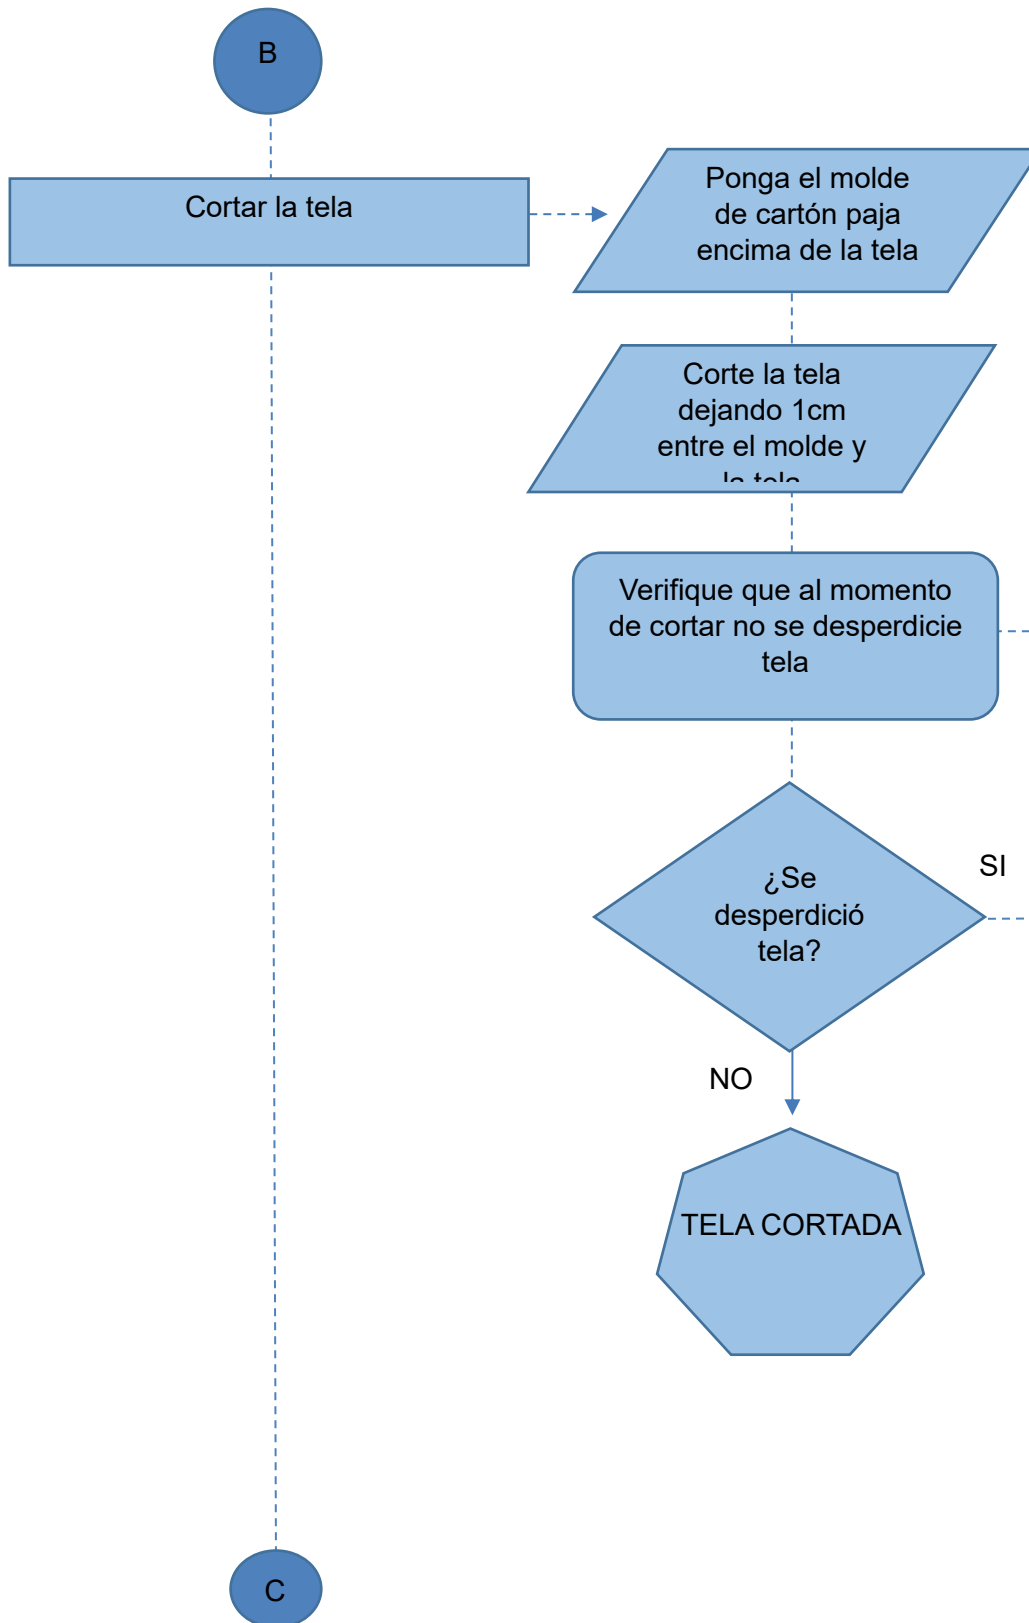 B
Cortar la tela
Ponga el molde
de cartón paja
encima de la tela
Corte la tela
dejando 1cm
entre el molde y
la tela
Verifique que al momento
de cortar no se desperdicie
tela
¿Se
desperdició
tela?
SI
NO
TELA CORTADA
C